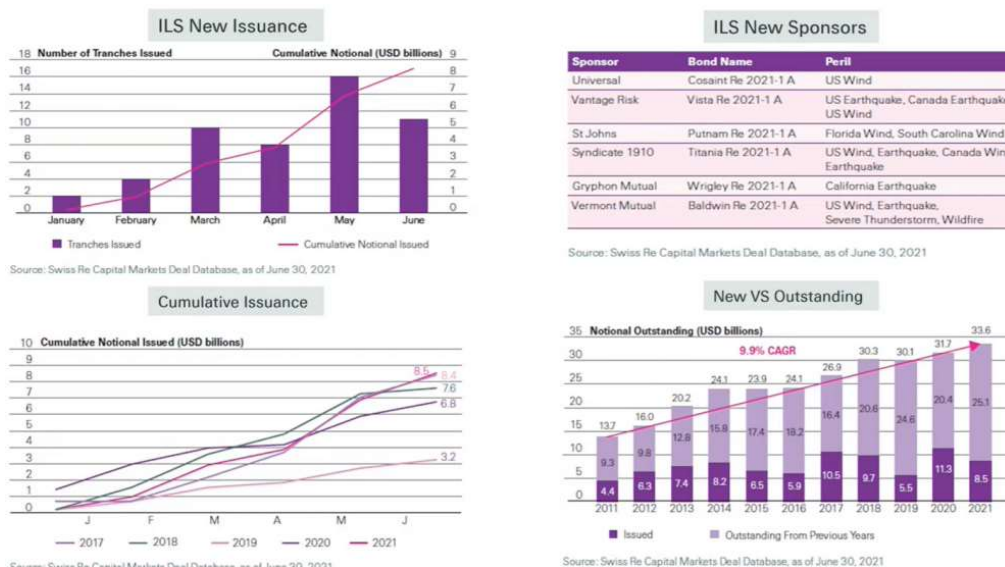 ILS New Issuance
Number of Tranches Issued Cumulative Notional (USD billions)
18 9
16 8
14 7
12 6
10 5
8 4
6 3
4 2
2 1
0 0
January February March April May June
Tranches Issued Cumulative Notional Issued
Source: Swiss Re Capital Markets Deal Database, as of June 30, 2021
ILS New Sponsors
Sponsor Bond Name Peril
Universal Cosaint Re 2021-1 A US Wind
Vantage Risk Vista Re 2021-1 A US Earthquake, Canada Earthquake
US Wind
St Johns Putnam Re 2021-1 A Florida Wind, South Carolina Wind
Syndicate 1910 Titania Re 2021-1 A US Wind, Earthquake, Canada Win
Earthquake
Gryphon Mutual Wrigley Re 2021-1 A California Earthquake
Vermont Mutual Baldwin Re 2021-1 A US Wind, Earthquake,
Severe Thunderstorm, Wildfire
Source: Swiss Re Capital Markets Deal Database, as of June 30, 2021
Cumulative Issuance
Cumulative Notional Issued (USD billions)
10
9
8
7
6
5
4
3
2
1
0
8.5
8.4
7.6
6.8
3.2
J F M A M J
2017 2018 2019 2020 2021
Source: Swiss Re Capital Markets Deal Database, as of June 30, 2021
New VS Outstanding
Notional Outstanding (USD billions)
35
30
25
20
15
10
5
0
9.9% CAGR
13.7 16.0 20.2 24.1 23.9 24.1 26.9 30.3 30.1 31.7 33.6
9.3 9.8 12.8 15.9 17.4 18.2 16.4 20.6 24.6 20.4 25.1
4.4 6.3 7.4 8.2 6.5 5.9 10.5 9.7 5.5 11.3 8.5
2011 2012 2013 2014 2015 2016 2017 2018 2019 2020 2021
Issued Outstanding From Previous Years
Source: Swiss Re Capital Markets Deal Database, as of June 30, 2021